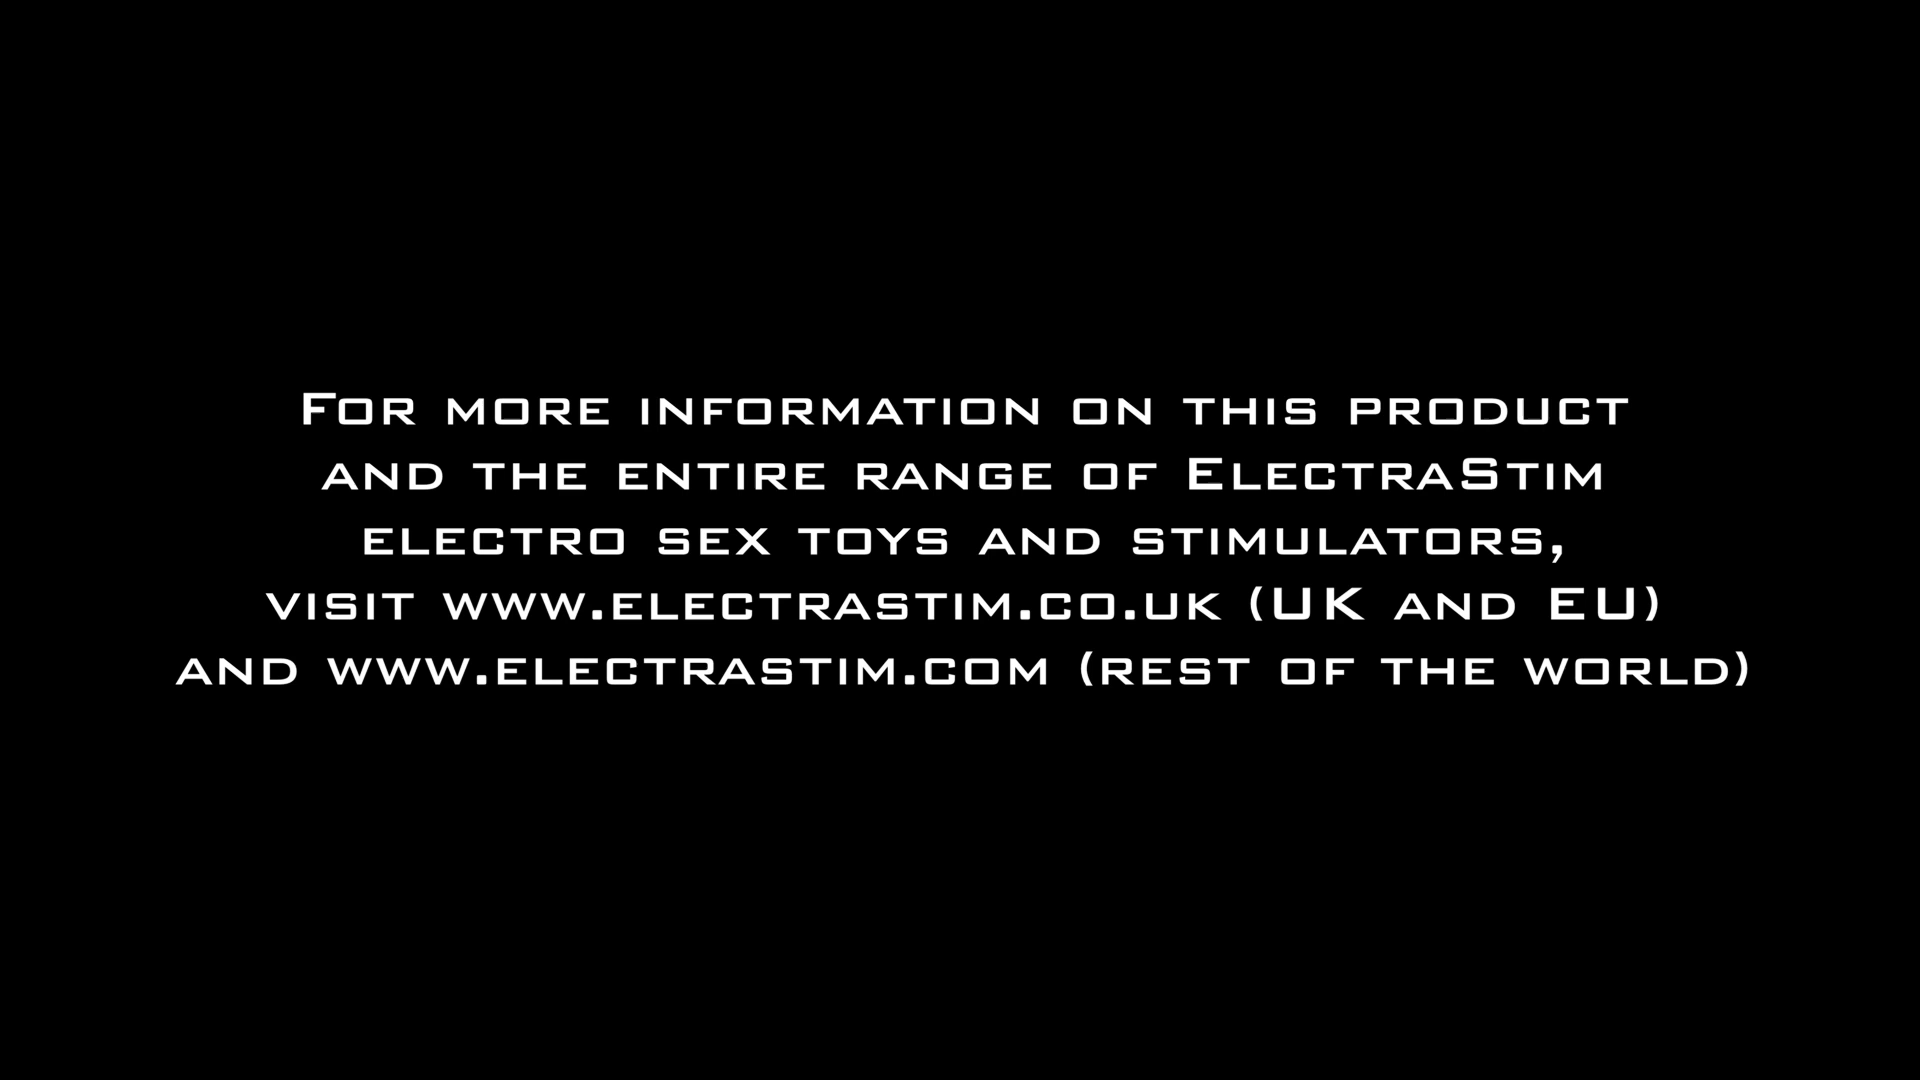 For more information on this product
and the entire range of ElectraStim
electro sex toys and stimulators,
visit www.electrastim.co.uk (UK and EU)
and www.electrastim.com (rest of the world)